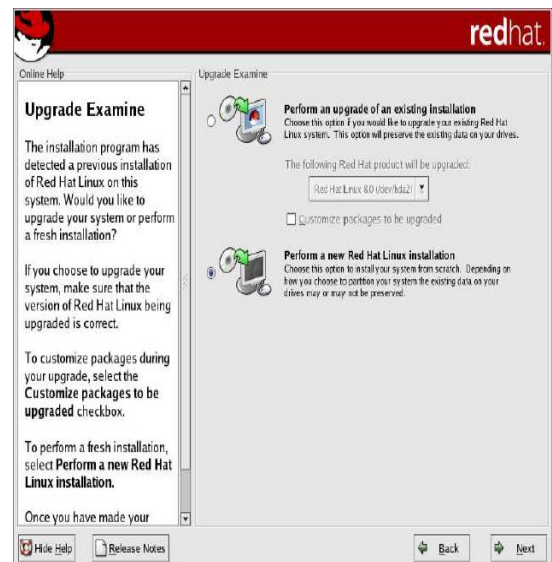 redhat.
Online Help
Upgrade Examine
The installation program has
detected a previous installation
of Red Hat Linux on this
system. Would you like to
upgrade your system or perform
a fresh installation?
If you choose to upgrade your
system, make sure that the
version of Red Hat Linux being
upgraded is correct.
To customize packages during
your upgrade, select the
Customize packages to be
upgraded checkbox.
To perform a fresh installation,
select Perform a new Red Hat
Linux installation.
Once you have made your
Upgrade Examine
Perform an upgrade of an existing installation
Choose this option if you would like to upgrade your existing Red Hat
Linux system. This option will preserve the existing data on your drives.
The following Red Hat product will be upgraded:
Red Hat Linux 8.0 (/dev/hda2)
Customize packages to be upgraded
Perform a new Red Hat Linux installation
Choose this option to install your system from scratch. Depending on
how you choose to partition your system the existing data on your
drives may or may not be preserved.
Hide Help
Release Notes
Back
Next